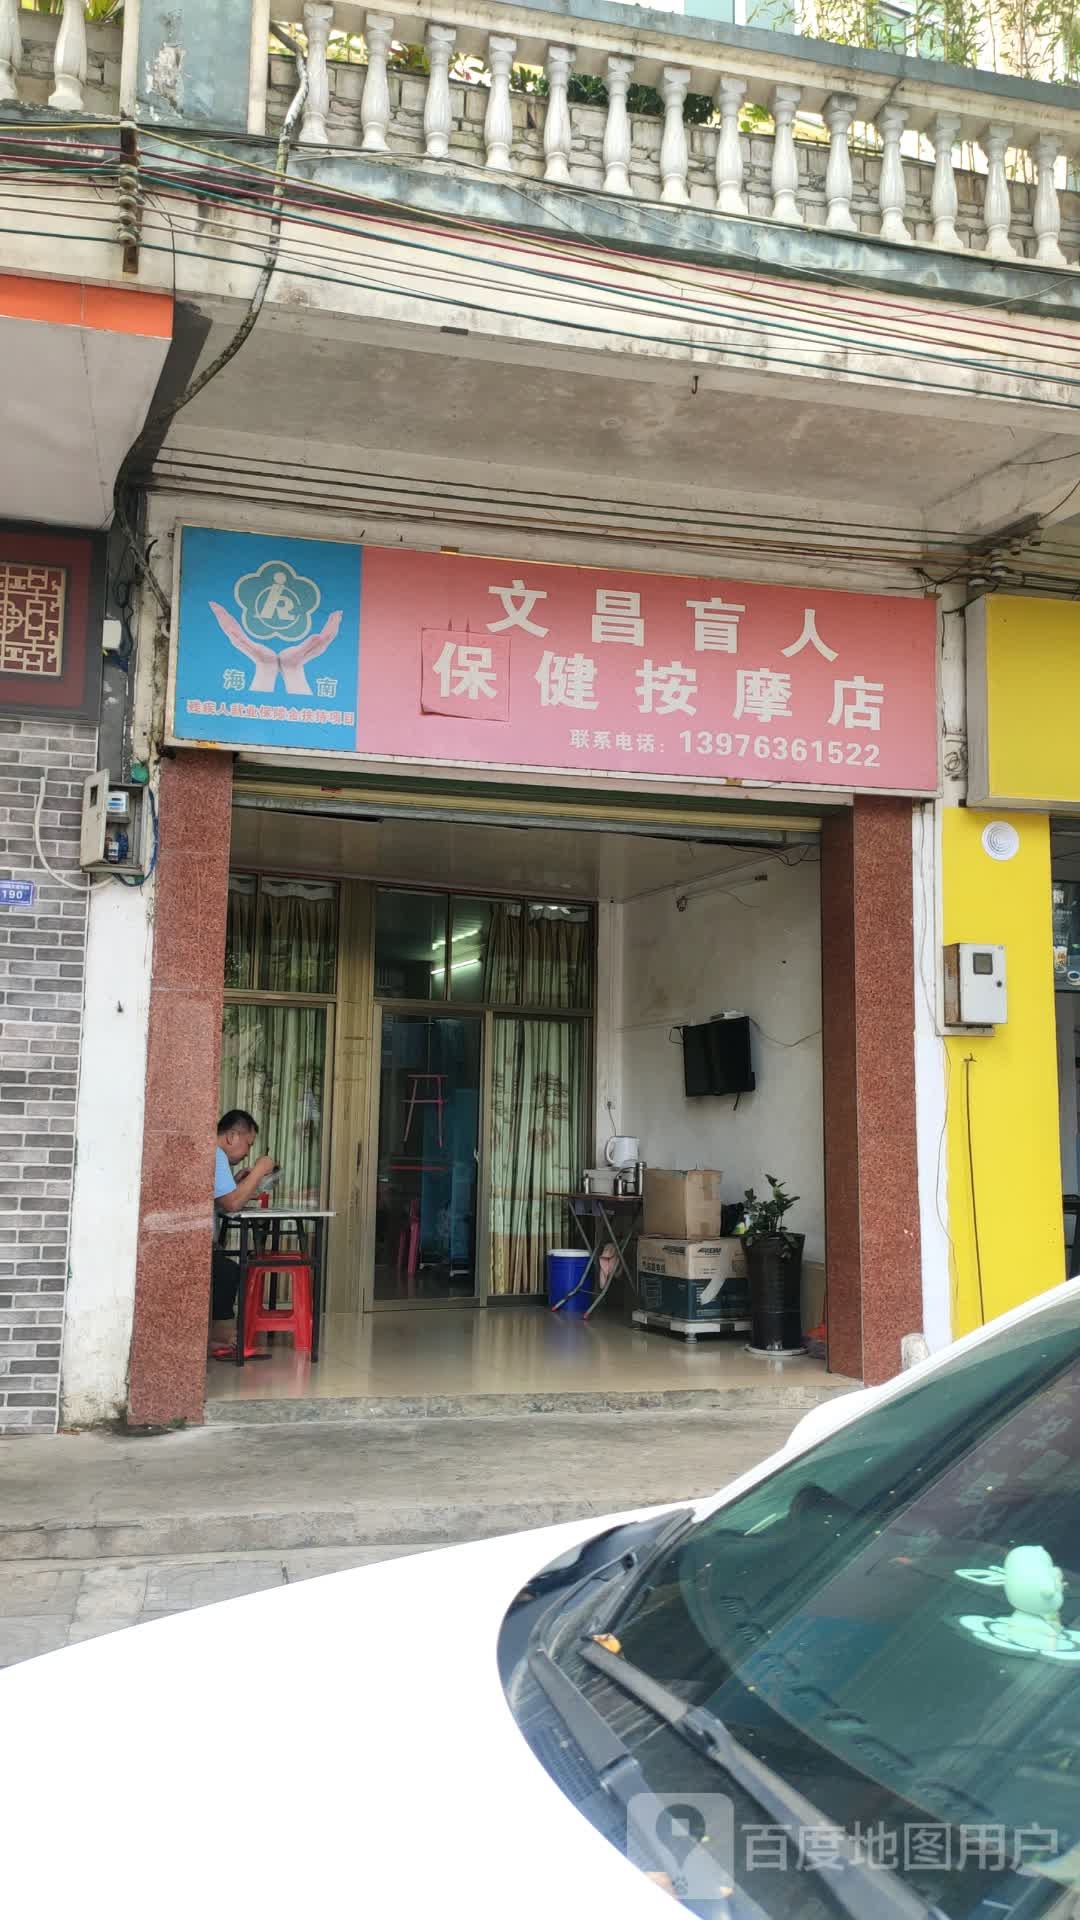 文昌盲人
保健按摩店
联系电话：13976361522
海南
残疾人就业保障金扶持项目
190
百度地图用户